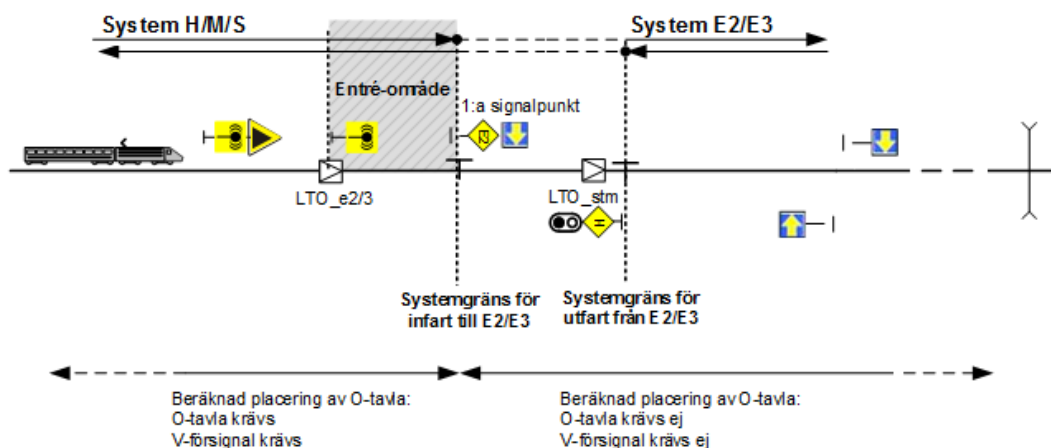 System H/M/S
System E2/E3
Entré-område
1:a signalpunkt
E2
LTO_e2/3
LTO_stm
H
Systemgräns för
infart till E2/E3
Systemgräns för
utfart från E2/E3
Beräknad placering av O-tavla:
O-tavla krävs
V-försignal krävs
Beräknad placering av O-tavla:
O-tavla krävs ej
V-försignal krävs ej